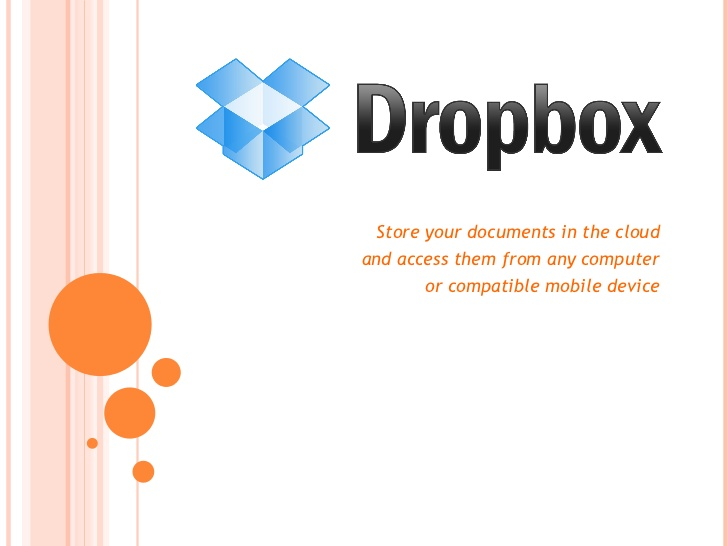 Dropbox
Store your documents in the cloud
and access them from any computer
or compatible mobile device